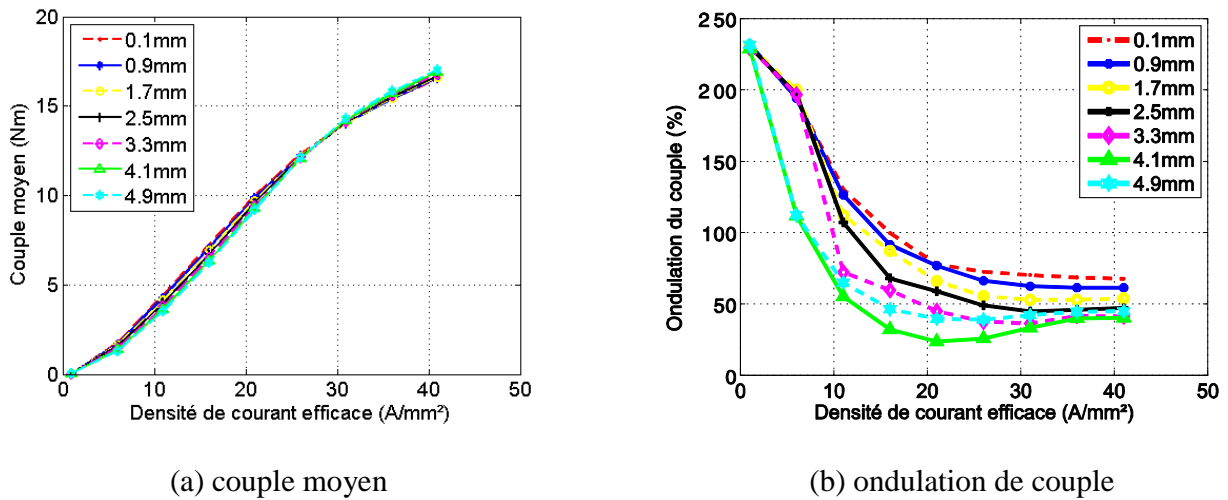 20
15
10
5
0
0
10
20
30
40
50
Couple moyen (Nm)
Densité de courant efficace (A/mm²)
0.1mm
0.9mm
1.7mm
2.5mm
3.3mm
4.1mm
4.9mm
(a) couple moyen
250
200
150
100
50
0
0
10
20
30
40
50
Ondulation du couple (%)
Densité de courant efficace (A/mm²)
0.1mm
0.9mm
1.7mm
2.5mm
3.3mm
4.1mm
4.9mm
(b) ondulation de couple